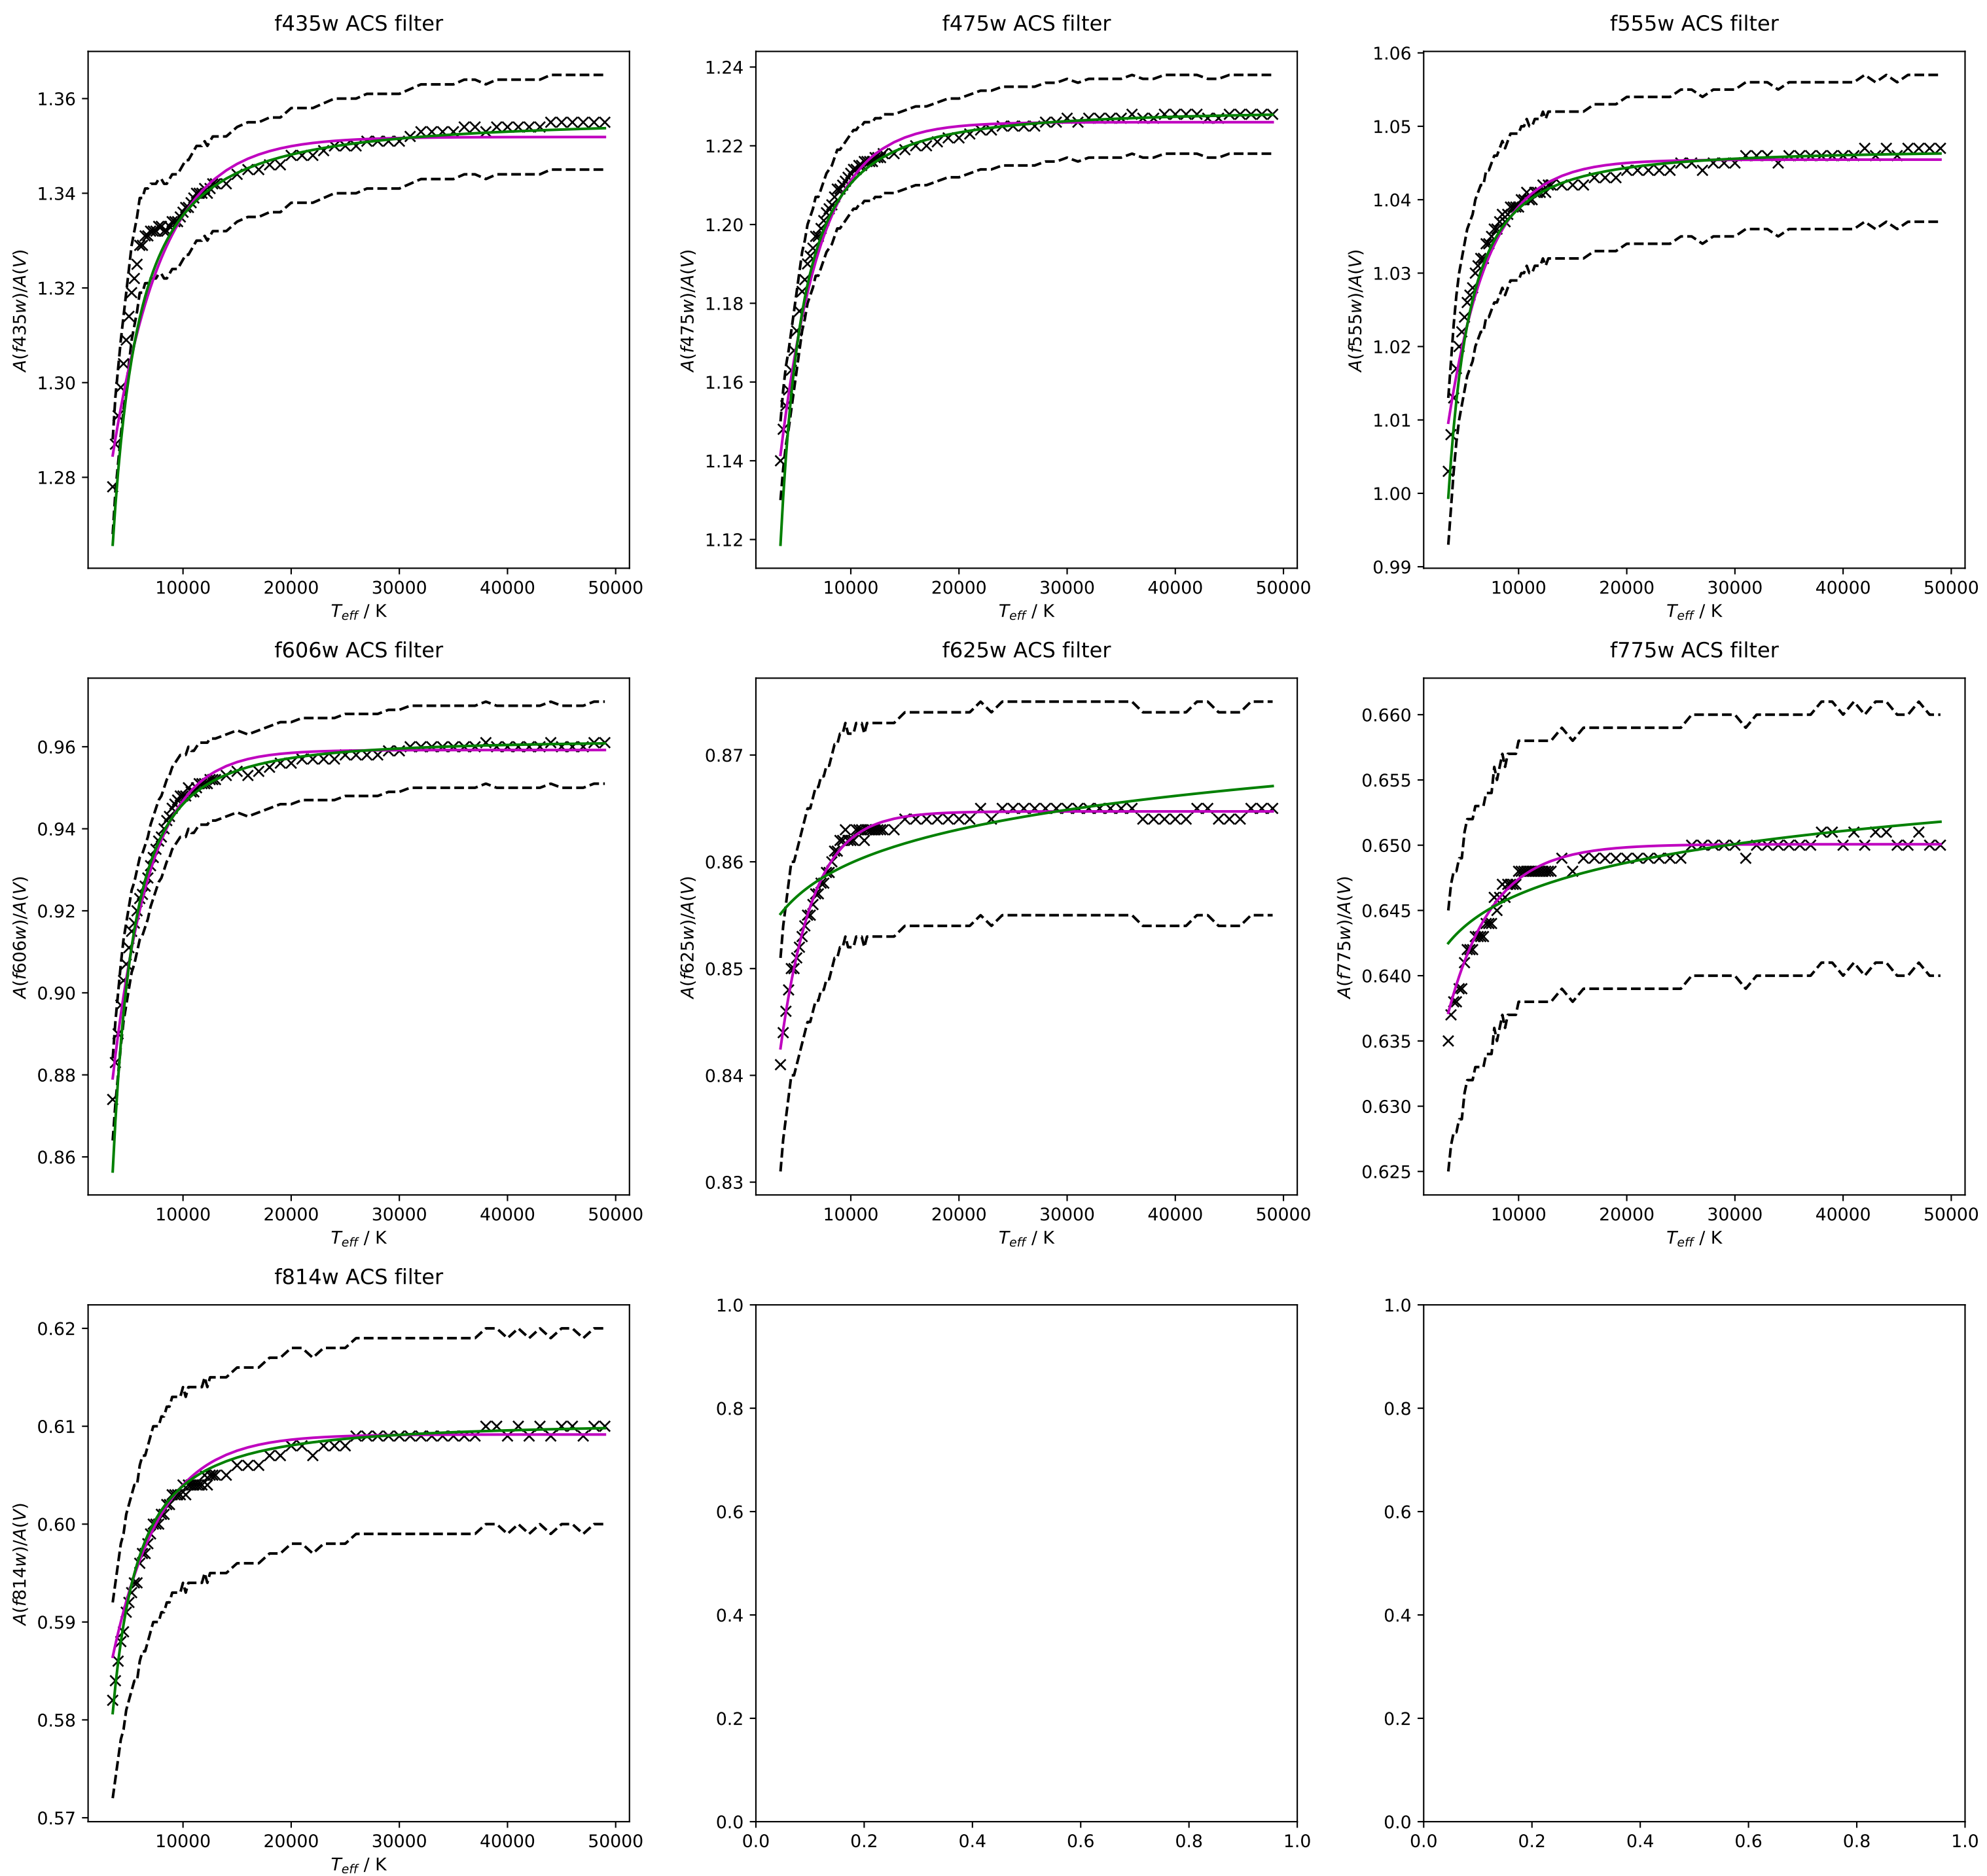 f435w ACS filter
1.36
1.34
1.32
1.30
1.28
A(f435w)/A(V)
10000 20000 30000 40000 50000
T_eff / K
f475w ACS filter
1.24
1.22
1.20
1.18
1.16
1.14
1.12
A(f475w)/A(V)
10000 20000 30000 40000 50000
T_eff / K
f555w ACS filter
1.06
1.05
1.04
1.03
1.02
1.01
1.00
0.99
A(f555w)/A(V)
10000 20000 30000 40000 50000
T_eff / K
f606w ACS filter
0.96
0.94
0.92
0.90
0.88
0.86
A(f606w)/A(V)
10000 20000 30000 40000 50000
T_eff / K
f625w ACS filter
0.87
0.86
0.85
0.84
0.83
A(f625w)/A(V)
10000 20000 30000 40000 50000
T_eff / K
f775w ACS filter
0.660
0.655
0.650
0.645
0.640
0.635
0.630
0.625
A(f775w)/A(V)
10000 20000 30000 40000 50000
T_eff / K
f814w ACS filter
0.62
0.61
0.60
0.59
0.58
0.57
A(f814w)/A(V)
10000 20000 30000 40000 50000
T_eff / K
1.0
0.8
0.6
0.4
0.2
0.0
0.0 0.2 0.4 0.6 0.8 1.0
1.0
0.8
0.6
0.4
0.2
0.0
0.0 0.2 0.4 0.6 0.8 1.0